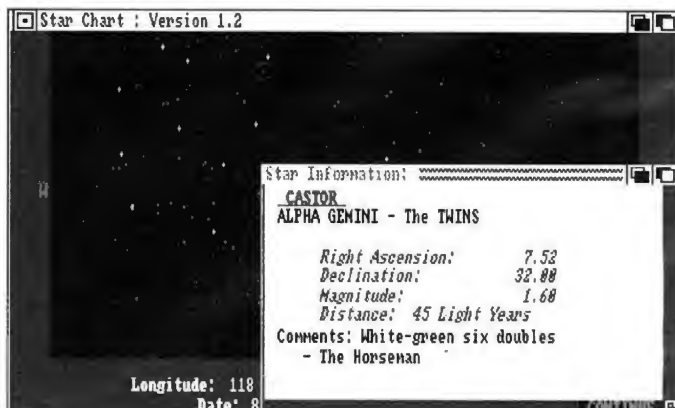 Star Chart : Version 1.2
W
Star Information:
CASTOR
ALPHA GEMINI - The TWINS
Right Ascension: 7.52
Declination: 32.00
Magnitude: 1.60
Distance: 45 Light Years
Comments: White-green six doubles
- The Horseman
Longitude: 118
Date: 8